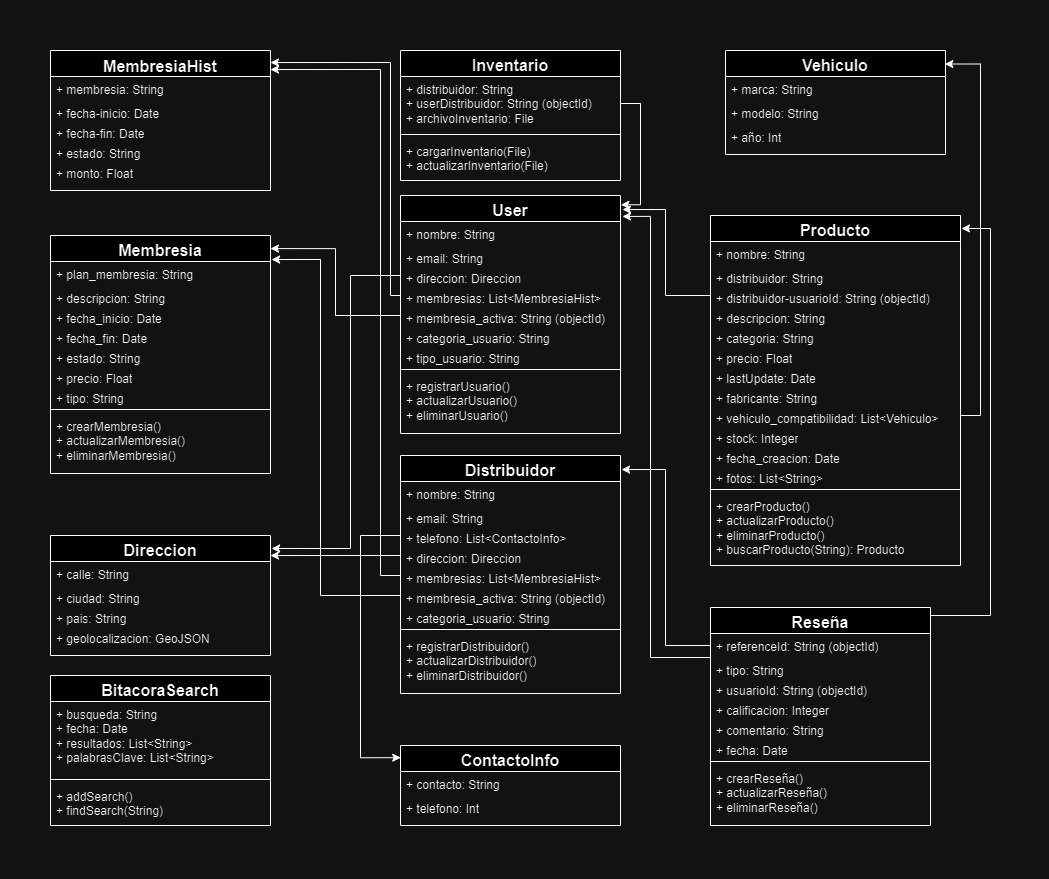 MembresiaHist
+ membresia: String
+ fecha-inicio: Date
+ fecha-fin: Date
+ estado: String
+ monto: Float
Inventario
+ distribuidor: String
+ userDistribuidor: String (objectId)
+ archivoInventario: File
+ cargarInventario(File)
+ actualizarInventario(File)
Vehiculo
+ marca: String
+ modelo: String
+ año: Int
Membresia
+ plan_membresia: String
+ descripcion: String
+ fecha_inicio: Date
+ fecha_fin: Date
+ estado: String
+ precio: Float
+ tipo: String
+ crearMembresia()
+ actualizarMembresia()
+ eliminarMembresia()
User
+ nombre: String
+ email: String
+ direccion: Direccion
+ membresias: List<MembresiaHist>
+ membresia_activa: String (objectId)
+ categoria_usuario: String
+ tipo_usuario: String
+ registrarUsuario()
+ actualizarUsuario()
+ eliminarUsuario()
Producto
+ nombre: String
+ distribuidor: String
+ distribuidor-usuarioId: String (objectId)
+ descripcion: String
+ categoria: String
+ precio: Float
+ lastUpdate: Date
+ fabricante: String
+ vehiculo_compatibilidad: List<Vehiculo>
+ stock: Integer
+ fecha_creacion: Date
+ fotos: List<String>
+ crearProducto()
+ actualizarProducto()
+ eliminarProducto()
+ buscarProducto(String): Producto
Distribuidor
+ nombre: String
+ email: String
+ telefono: List<ContactoInfo>
+ direccion: Direccion
+ membresias: List<MembresiaHist>
+ membresia_activa: String (objectId)
+ categoria_usuario: String
+ registrarDistribuidor()
+ actualizarDistribuidor()
+ eliminarDistribuidor()
Direccion
+ calle: String
+ ciudad: String
+ pais: String
+ geolocalizacion: GeoJSON
Reseña
+ referenceId: String (objectId)
+ tipo: String
+ usuarioId: String (objectId)
+ calificacion: Integer
+ comentario: String
+ fecha: Date
+ crearReseña()
+ actualizarReseña()
+ eliminarReseña()
BitacoraSearch
+ busqueda: String
+ fecha: Date
+ resultados: List<String>
+ palabrasClave: List<String>
+ addSearch()
+ findSearch(String)
ContactoInfo
+ contacto: String
+ telefono: Int